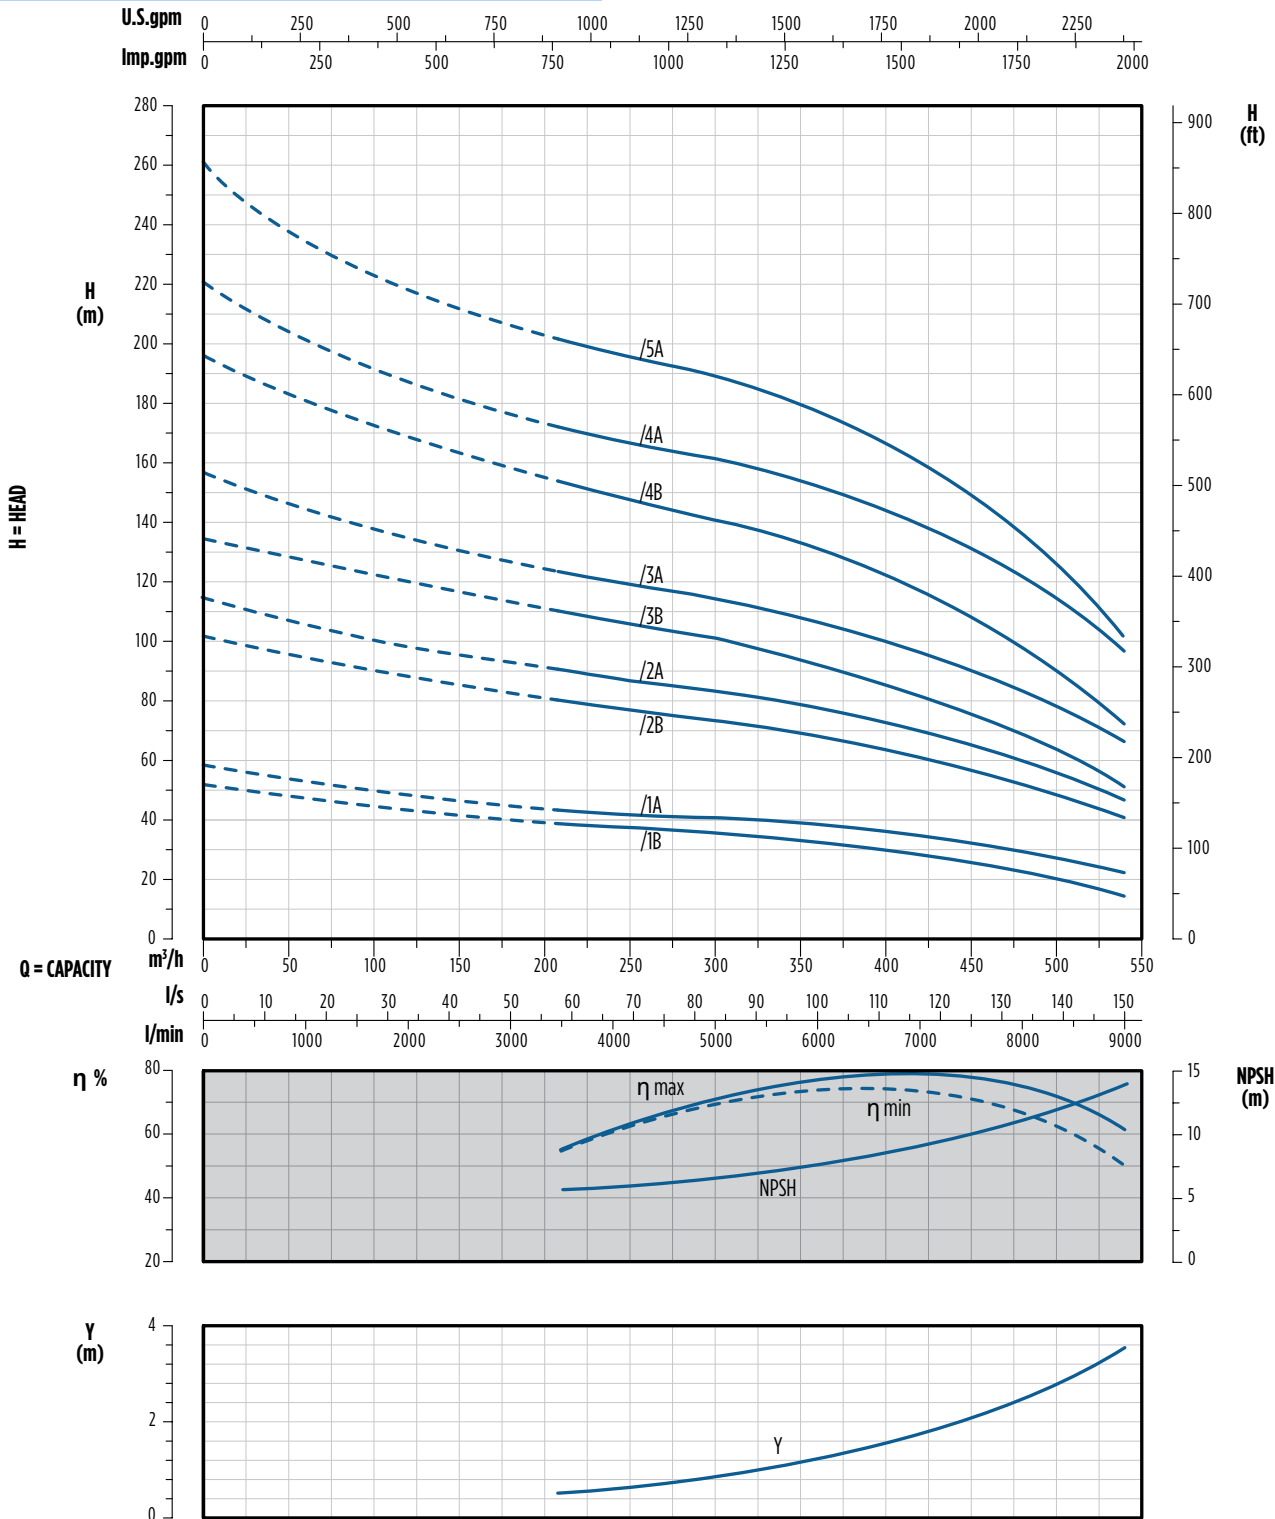 U.S.gpm 0 250 500 750 1000 1250 1500 1750 2000 2250
Imp.gpm 0 250 500 750 1000 1250 1500 1750 2000
H (m)
H = HEAD
280
260
240
220
200
180
160
140
120
100
80
60
40
20
0
H (ft)
900
800
700
600
500
400
300
200
100
0
/5A
/4A
/4B
/3A
/3B
/2A
/2B
/1A
/1B
Q = CAPACITY m³/h 0 50 100 150 200 250 300 350 400 450 500 550
l/s 0 10 20 30 40 50 60 70 80 90 100 110 120 130 140 150
l/min 0 1000 2000 3000 4000 5000 6000 7000 8000 9000
η %
80
60
40
20
η max
η min
NPSH
NPSH (m)
15
10
5
0
Y (m)
4
2
0
Y